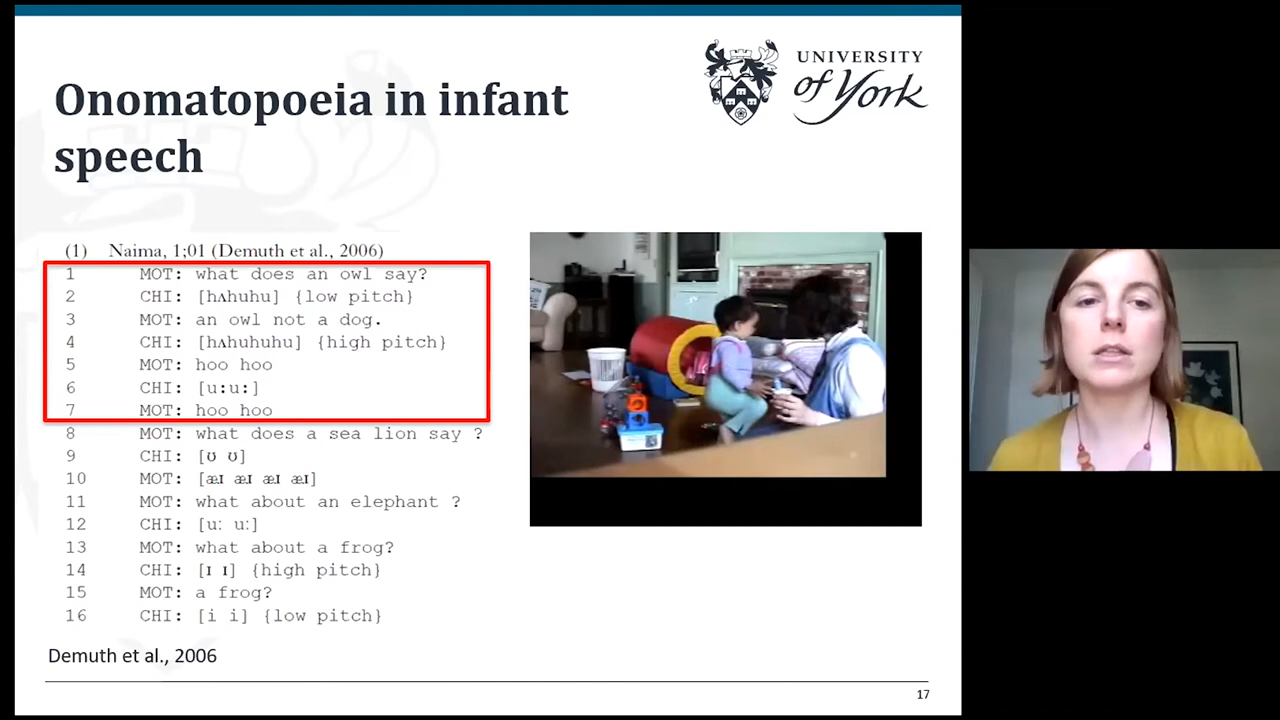 Onomatopoeia in infant
speech
UNIVERSITY
of York
(1) Naima, 1;01 (Demuth et al., 2006)
1 MOT: what does an owl say?
2 CHI: [hʌhuhu] {low pitch}
3 MOT: an owl not a dog.
4 CHI: [hʌhuhuhu] {high pitch}
5 MOT: hoo hoo
6 CHI: [u:u:]
7 MOT: hoo hoo
8 MOT: what does a sea lion say ?
9 CHI: [ʊ ʊ]
10 MOT: [æɪ æɪ æɪ æɪ]
11 MOT: what about an elephant ?
12 CHI: [uː uː]
13 MOT: what about a frog?
14 CHI: [ɪ ɪ] {high pitch}
15 MOT: a frog?
16 CHI: [i i] {low pitch}
Demuth et al., 2006
17